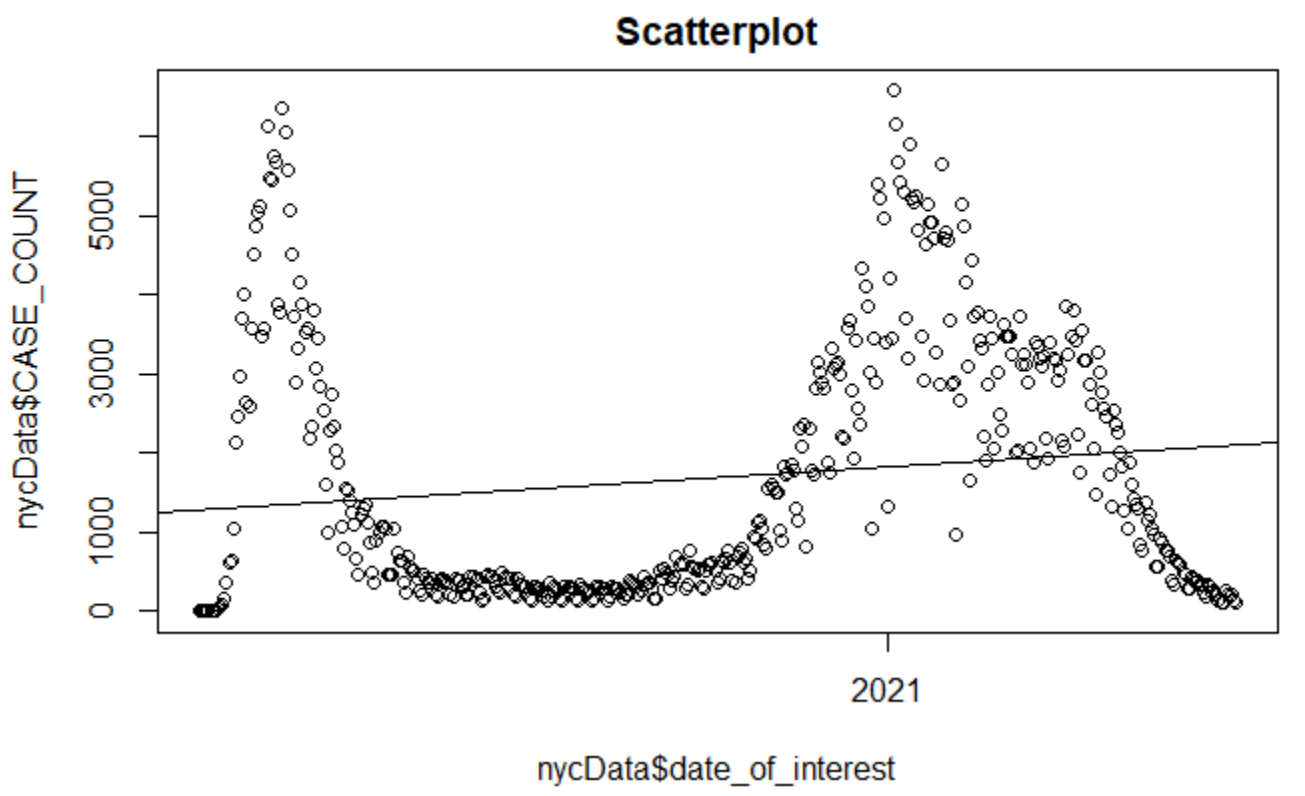 Scatterplot
nycData$CASE_COUNT
5000
3000
1000
0
2021
nycData$date_of_interest